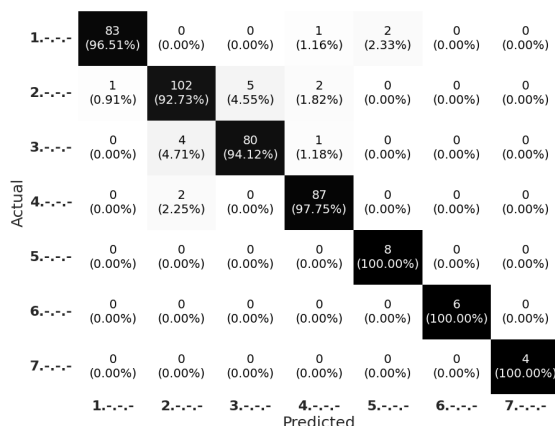 83 0 0 1 2 0 0
1.-.-.- (96.51%) (0.00%) (0.00%) (1.16%) (2.33%) (0.00%) (0.00%)
1 102 5 2 0 0 0
2.-.-.- (0.91%) (92.73%) (4.55%) (1.82%) (0.00%) (0.00%) (0.00%)
0 4 80 1 0 0 0
3.-.-.- (0.00%) (4.71%) (94.12%) (1.18%) (0.00%) (0.00%) (0.00%)
Actual
0 2 0 87 0 0 0
4.-.-.- (0.00%) (2.25%) (0.00%) (97.75%) (0.00%) (0.00%) (0.00%)
0 0 0 0 8 0 0
5.-.-.- (0.00%) (0.00%) (0.00%) (0.00%) (100.00%) (0.00%) (0.00%)
0 0 0 0 0 6 0
6.-.-.- (0.00%) (0.00%) (0.00%) (0.00%) (0.00%) (100.00%) (0.00%)
0 0 0 0 0 0 4
7.-.-.- (0.00%) (0.00%) (0.00%) (0.00%) (0.00%) (0.00%) (100.00%)
1.-.-.- 2.-.-.- 3.-.-.- 4.-.-.- 5.-.-.- 6.-.-.- 7.-.-.-
Predicted